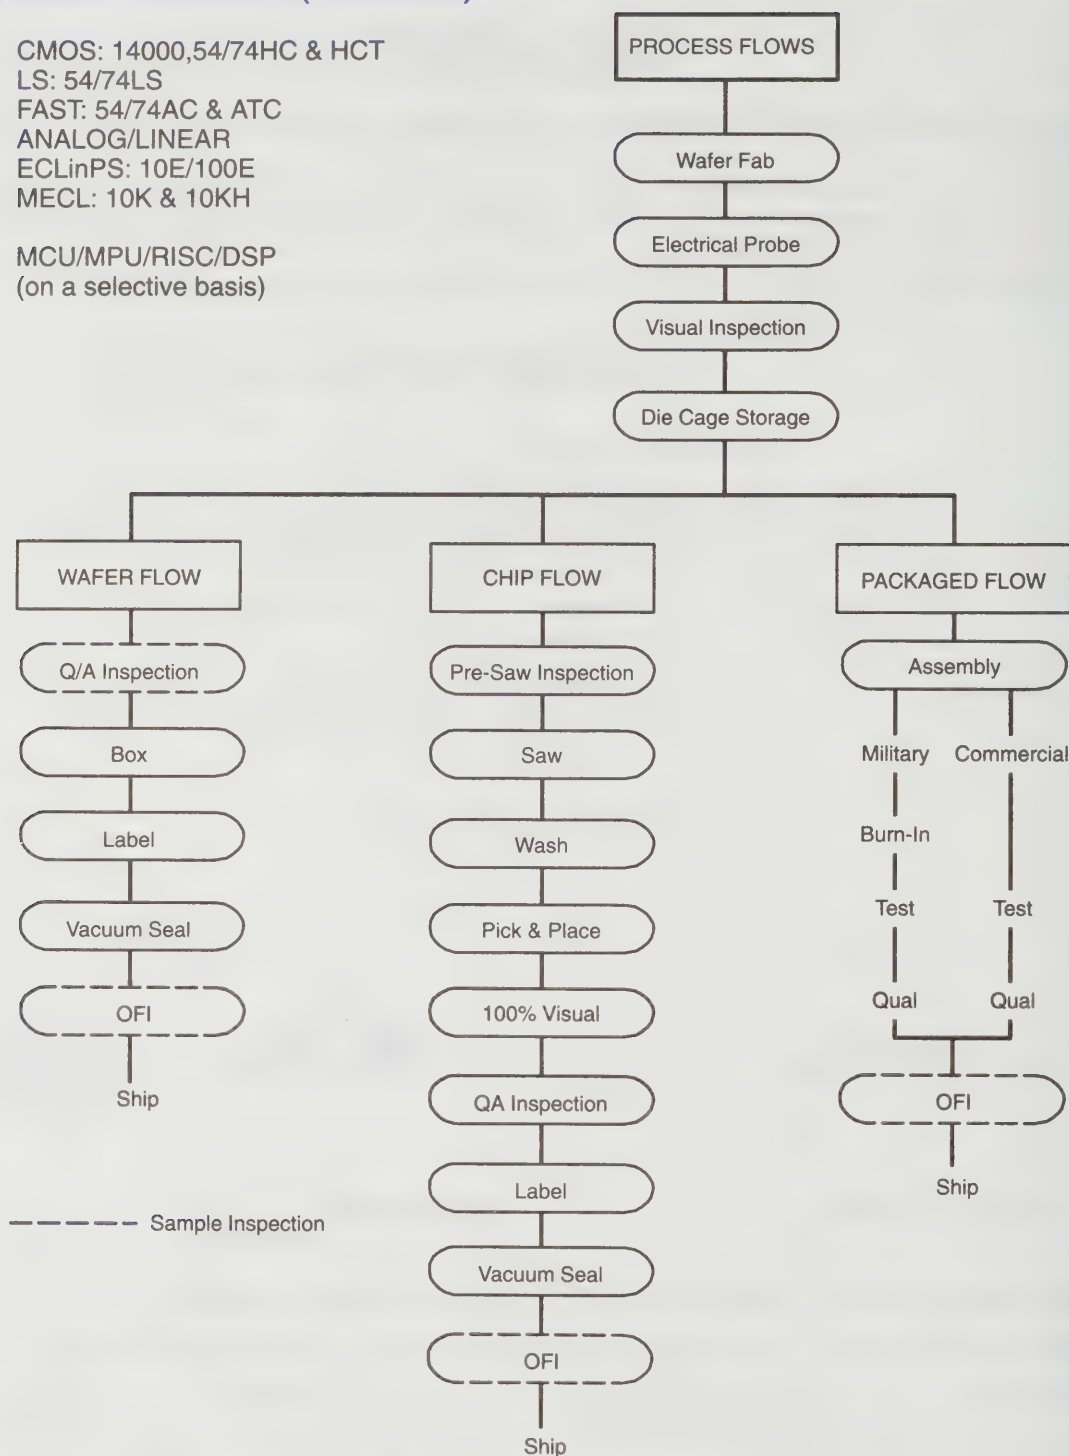 CMOS: 14000,54/74HC & HCT
LS: 54/74LS
FAST: 54/74AC & ATC
ANALOG/LINEAR
ECLinPS: 10E/100E
MECL: 10K & 10KH
MCU/MPU/RISC/DSP
(on a selective basis)
PROCESS FLOWS
Wafer Fab
Electrical Probe
Visual Inspection
Die Cage Storage
WAFER FLOW
Q/A Inspection
Box
Label
Vacuum Seal
OFI
Ship
CHIP FLOW
Pre-Saw Inspection
Saw
Wash
Pick & Place
100% Visual
QA Inspection
Label
Vacuum Seal
OFI
Ship
PACKAGED FLOW
Assembly
Military Commercial
Burn-In
Test Test
Qual Qual
OFI
Ship
Sample Inspection